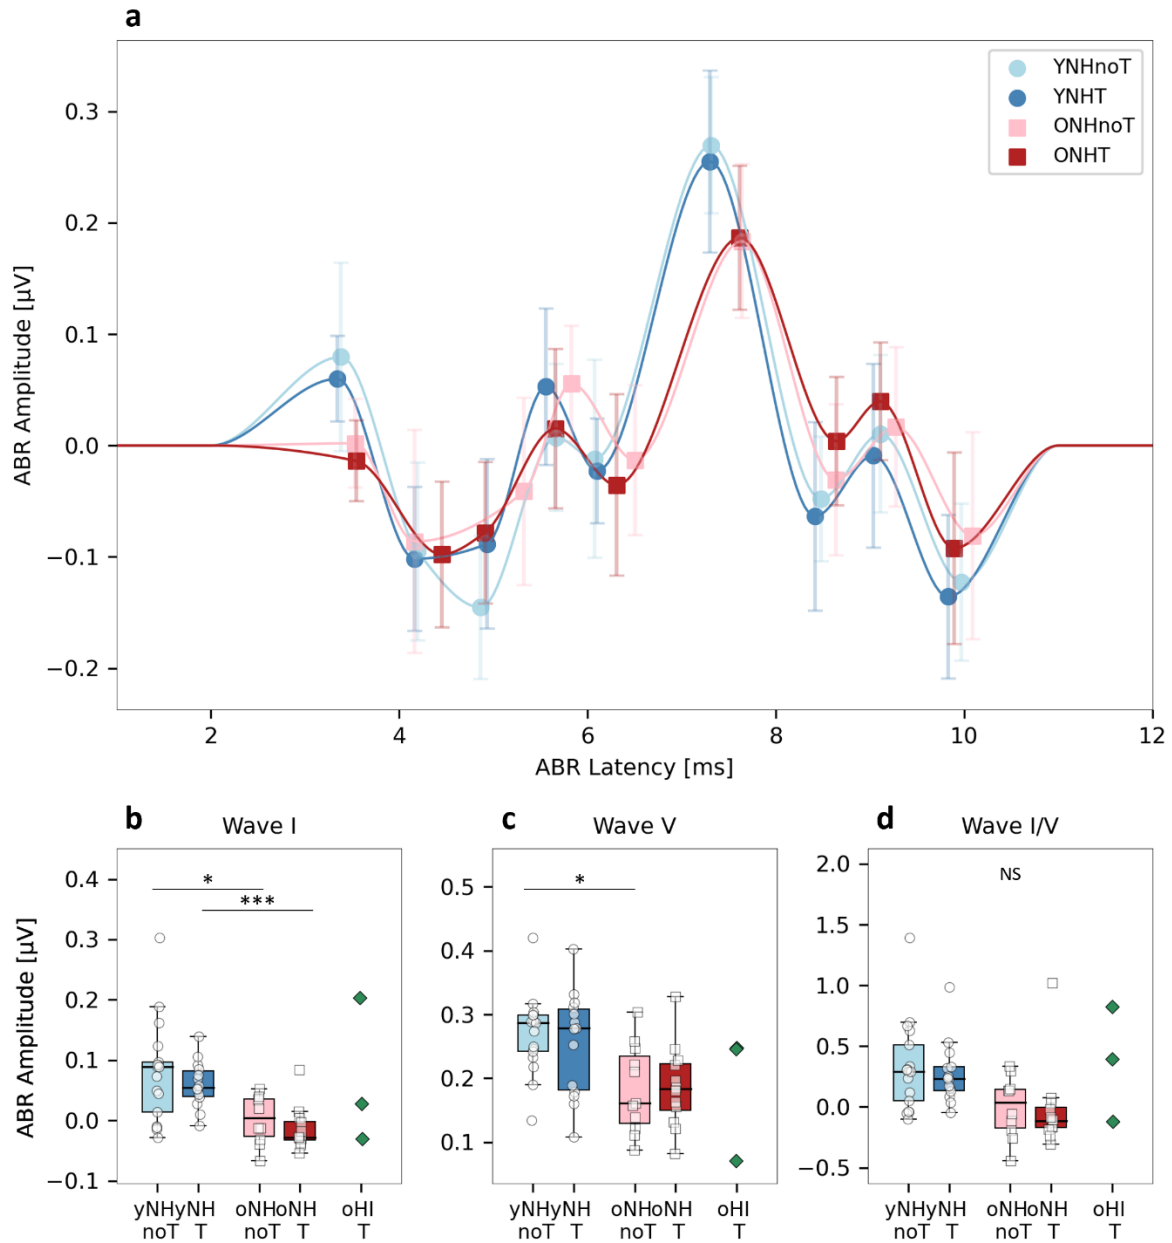 a
ABR Amplitude [µV]
0.3
0.2
0.1
0.0
−0.1
−0.2
YNHnoT
YNHT
ONHnoT
ONHT
2 4 6 8 10 12
ABR Latency [ms]
b Wave I
ABR Amplitude [µV]
0.4
0.3
0.2
0.1
0.0
−0.1
*
***
yNH yNH oNH oNH oHI
noT T noT T T
c Wave V
0.5
0.4
0.3
0.2
0.1
*
yNH yNH oNH oNH oHI
noT T noT T T
d Wave I/V
2.0
1.5
1.0
0.5
0.0
−0.5
NS
yNH yNH oNH oNH oHI
noT T noT T T